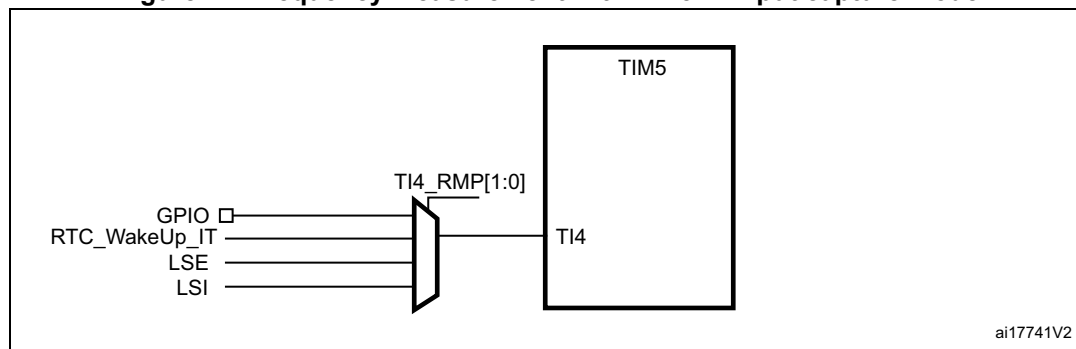 TIM5
TI4_RMP[1:0]
GPIO
RTC_WakeUp_IT
TI4
LSE
LSI
ai17741V2